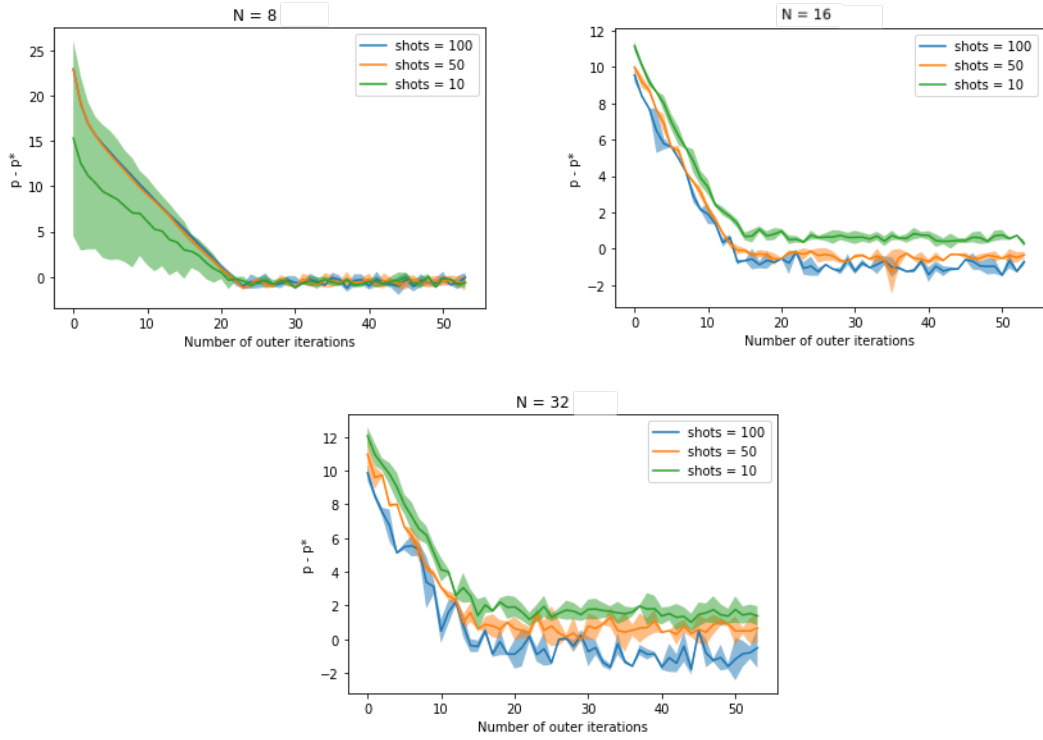 N = 8
25
20
15
10
5
0
p - p*
shots = 100
shots = 50
shots = 10
0 10 20 30 40 50
Number of outer iterations
N = 16
12
10
8
6
4
2
0
−2
p - p*
shots = 100
shots = 50
shots = 10
0 10 20 30 40 50
Number of outer iterations
N = 32
12
10
8
6
4
2
0
−2
p - p*
shots = 100
shots = 50
shots = 10
0 10 20 30 40 50
Number of outer iterations